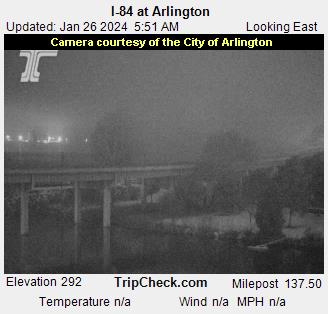 I-84 at Arlington
Updated: Jan 26 2024 5:51 AM Looking East
Camera courtesy of the City of Arlington
Elevation 292 TripCheck.com Milepost 137.50
Temperature n/a Wind n/a MPH n/a